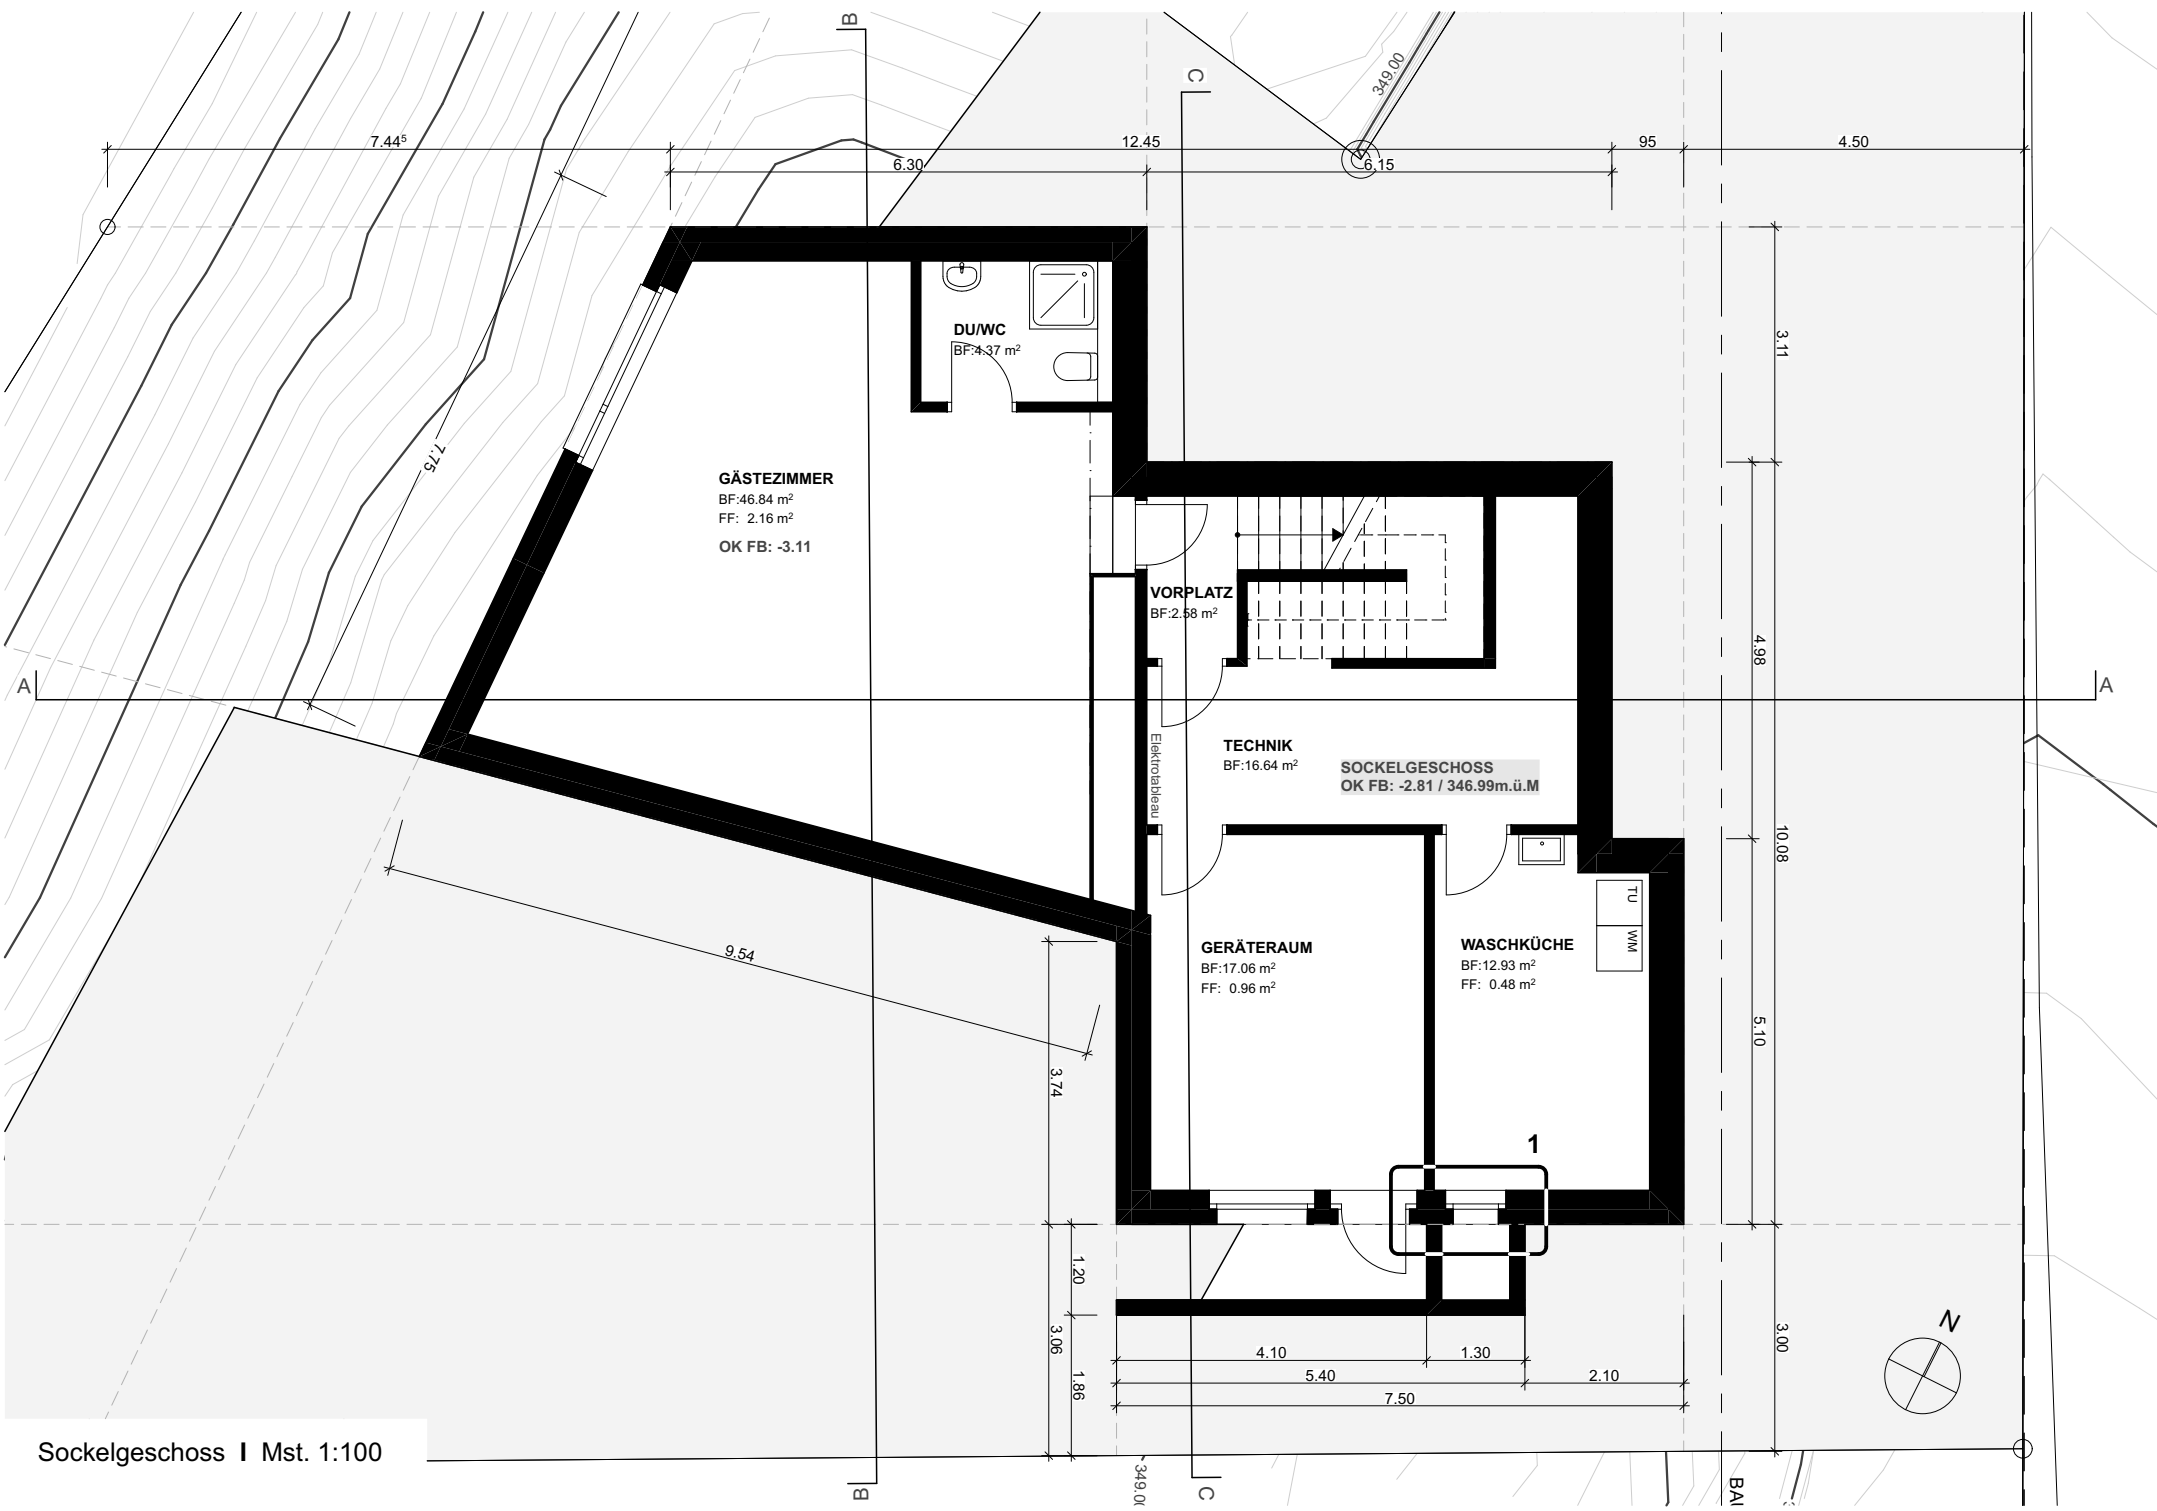 B
C
349.00
7.44⁵
12.45
95
4.50
6.30
6.15
DU/WC
BF:4.37 m²
3.11
7.75
GÄSTEZIMMER
BF:46.84 m²
FF: 2.16 m²
OK FB: -3.11
VORPLATZ
BF:2.58 m²
4.98
A
A
Elektrotableau
TECHNIK
BF:16.64 m²
SOCKELGESCHOSS
OK FB: -2.81 / 346.99m.ü.M
10.08
TU
WM
9.54
GERÄTERAUM
BF:17.06 m²
FF: 0.96 m²
WASCHKÜCHE
BF:12.93 m²
FF: 0.48 m²
5.10
3.74
1
1.20
3.06
1.86
3.00
N
4.10
1.30
5.40
2.10
7.50
Sockelgeschoss I Mst. 1:100
B
349.00
C